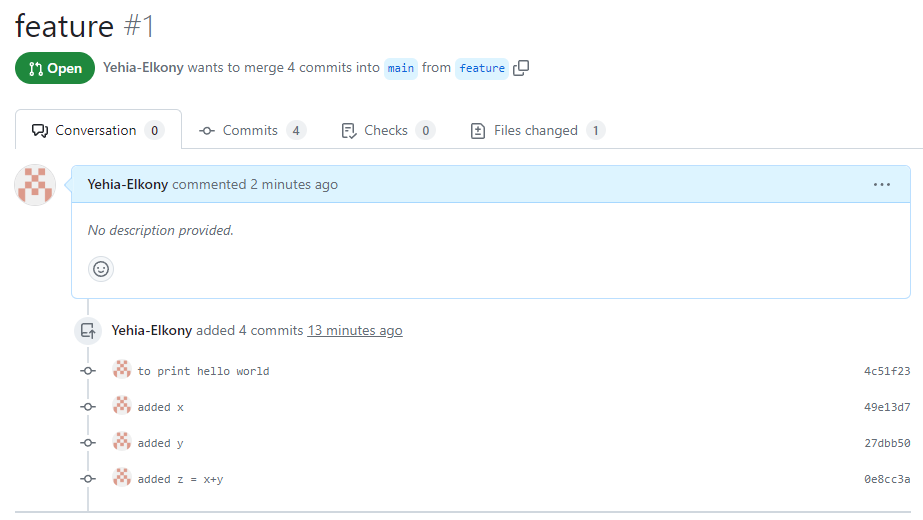 feature #1
Open Yehia-Elkony wants to merge 4 commits into main from feature
Conversation 0 Commits 4 Checks 0 Files changed 1
Yehia-Elkony commented 2 minutes ago
No description provided.
Yehia-Elkony added 4 commits 13 minutes ago
to print hello world 4c51f23
added x 49e13d7
added y 27dbb50
added z = x+y 0e8cc3a